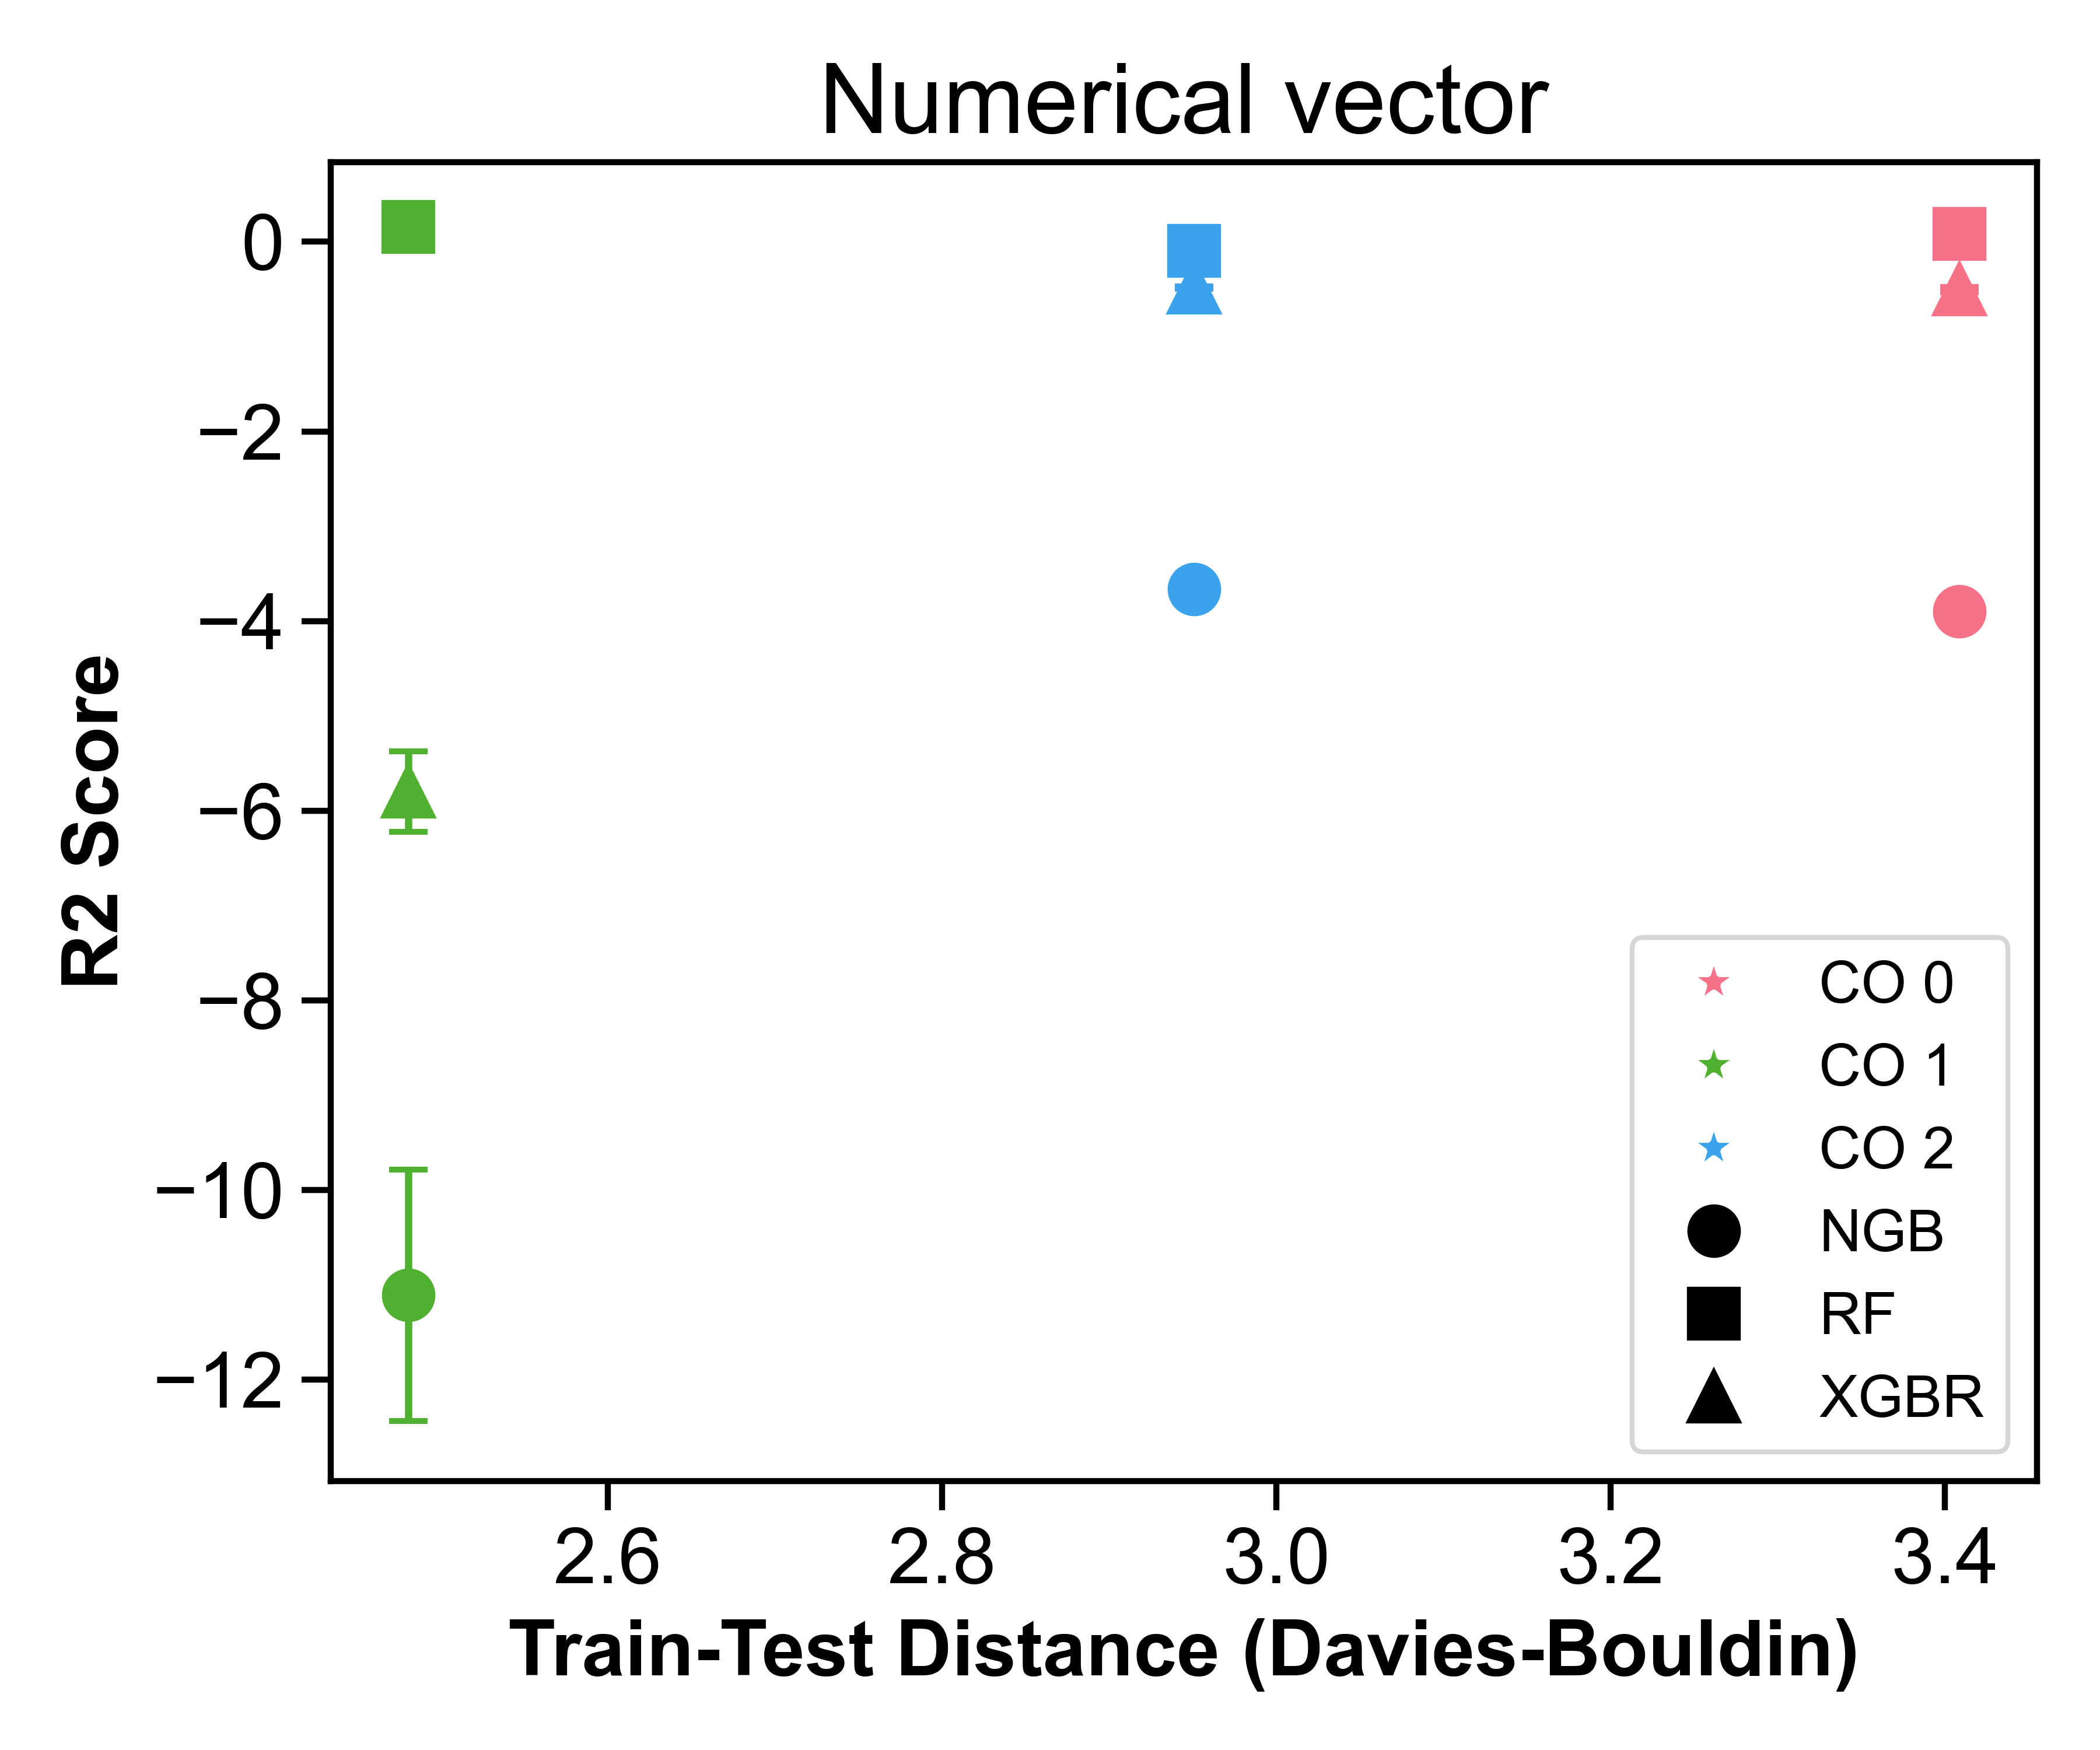 Numerical vector
0
−2
−4
−6
−8
−10
−12
R2 Score
CO 0
CO 1
CO 2
NGB
RF
XGBR
2.6
2.8
3.0
3.2
3.4
Train-Test Distance (Davies-Bouldin)